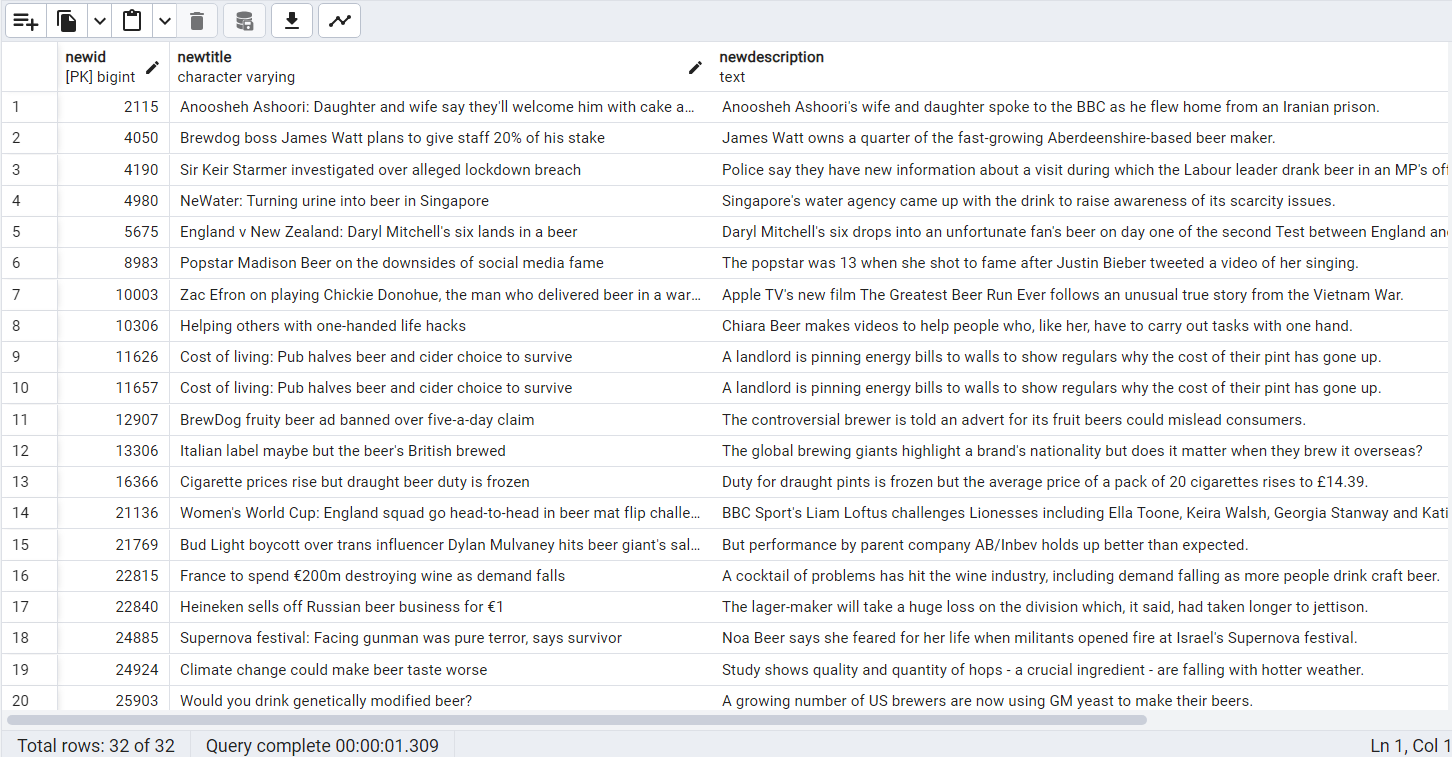 newid newtitle newdescription
[PK] bigint character varying text
1 2115 Anoosheh Ashoori: Daughter and wife say they'll welcome him with cake a... Anoosheh Ashoori's wife and daughter spoke to the BBC as he flew home from an Iranian prison.
2 4050 Brewdog boss James Watt plans to give staff 20% of his stake James Watt owns a quarter of the fast-growing Aberdeenshire-based beer maker.
3 4190 Sir Keir Starmer investigated over alleged lockdown breach Police say they have new information about a visit during which the Labour leader drank beer in an MP's of
4 4980 NeWater: Turning urine into beer in Singapore Singapore's water agency came up with the drink to raise awareness of its scarcity issues.
5 5675 England v New Zealand: Daryl Mitchell's six lands in a beer Daryl Mitchell's six drops into an unfortunate fan's beer on day one of the second Test between England an
6 8983 Popstar Madison Beer on the downsides of social media fame The popstar was 13 when she shot to fame after Justin Bieber tweeted a video of her singing.
7 10003 Zac Efron on playing Chickie Donohue, the man who delivered beer in a war... Apple TV's new film The Greatest Beer Run Ever follows an unusual true story from the Vietnam War.
8 10306 Helping others with one-handed life hacks Chiara Beer makes videos to help people who, like her, have to carry out tasks with one hand.
9 11626 Cost of living: Pub halves beer and cider choice to survive A landlord is pinning energy bills to walls to show regulars why the cost of their pint has gone up.
10 11657 Cost of living: Pub halves beer and cider choice to survive A landlord is pinning energy bills to walls to show regulars why the cost of their pint has gone up.
11 12907 BrewDog fruity beer ad banned over five-a-day claim The controversial brewer is told an advert for its fruit beers could mislead consumers.
12 13306 Italian label maybe but the beer's British brewed The global brewing giants highlight a brand's nationality but does it matter when they brew it overseas?
13 16366 Cigarette prices rise but draught beer duty is frozen Duty for draught pints is frozen but the average price of a pack of 20 cigarettes rises to £14.39.
14 21136 Women's World Cup: England squad go head-to-head in beer mat flip challe... BBC Sport's Liam Loftus challenges Lionesses including Ella Toone, Keira Walsh, Georgia Stanway and Kati
15 21769 Bud Light boycott over trans influencer Dylan Mulvaney hits beer giant's sal... But performance by parent company AB/Inbev holds up better than expected.
16 22815 France to spend €200m destroying wine as demand falls A cocktail of problems has hit the wine industry, including demand falling as more people drink craft beer.
17 22840 Heineken sells off Russian beer business for €1 The lager-maker will take a huge loss on the division which, it said, had taken longer to jettison.
18 24885 Supernova festival: Facing gunman was pure terror, says survivor Noa Beer says she feared for her life when militants opened fire at Israel's Supernova festival.
19 24924 Climate change could make beer taste worse Study shows quality and quantity of hops - a crucial ingredient - are falling with hotter weather.
20 25903 Would you drink genetically modified beer? A growing number of US brewers are now using GM yeast to make their beers.
Total rows: 32 of 32 Query complete 00:00:01.309 Ln 1, Col 1